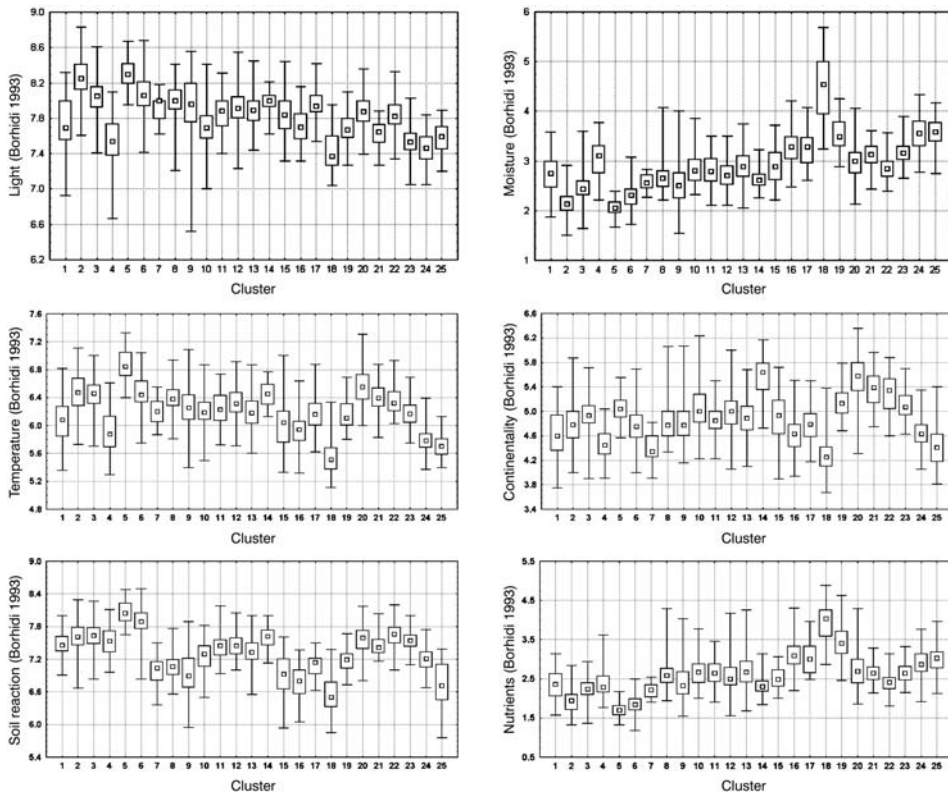 Light (Borhidi 1993)
9.0
8.6
8.2
7.8
7.4
7.0
6.6
6.2
1 2 3 4 5 6 7 8 9 10 11 12 13 14 15 16 17 18 19 20 21 22 23 24 25
Cluster
Moisture (Borhidi 1993)
6
5
4
3
2
1
1 2 3 4 5 6 7 8 9 10 11 12 13 14 15 16 17 18 19 20 21 22 23 24 25
Cluster
Temperature (Borhidi 1993)
7.6
7.2
6.8
6.4
6.0
5.6
5.2
4.8
1 2 3 4 5 6 7 8 9 10 11 12 13 14 15 16 17 18 19 20 21 22 23 24 25
Cluster
Continentality (Borhidi 1993)
6.6
6.2
5.8
5.4
5.0
4.6
4.2
3.8
3.4
1 2 3 4 5 6 7 8 9 10 11 12 13 14 15 16 17 18 19 20 21 22 23 24 25
Cluster
Soil reaction (Borhidi 1993)
9.0
8.4
7.8
7.2
6.6
6.0
5.4
1 2 3 4 5 6 7 8 9 10 11 12 13 14 15 16 17 18 19 20 21 22 23 24 25
Cluster
Nutrients (Borhidi 1993)
5.5
4.5
3.5
2.5
1.5
0.5
1 2 3 4 5 6 7 8 9 10 11 12 13 14 15 16 17 18 19 20 21 22 23 24 25
Cluster